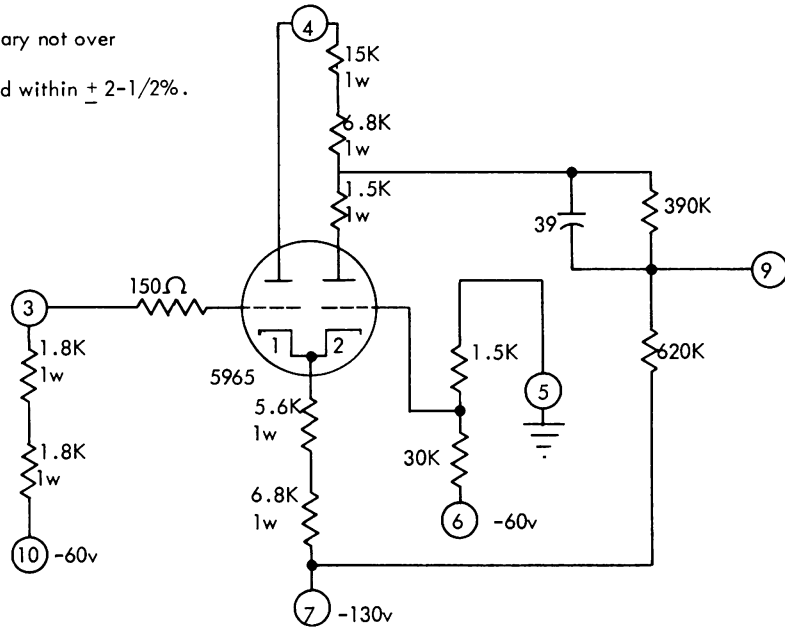 ary not over
d within ± 2-1/2%.
4
15K
1w
6.8K
1w
1.5K
1w
39
390K
9
150Ω
3
1 2
5965
1.8K
1w
1.5K
620K
5
5.6K
1w
1.8K
1w
30K
6.8K
1w
6 -60v
10 -60v
7 -130v